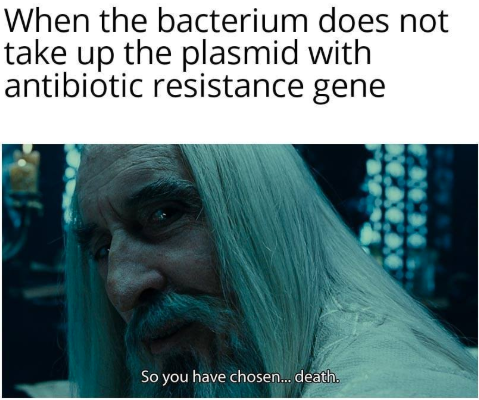 When the bacterium does not
take up the plasmid with
antibiotic resistance gene
So you have chosen... death.